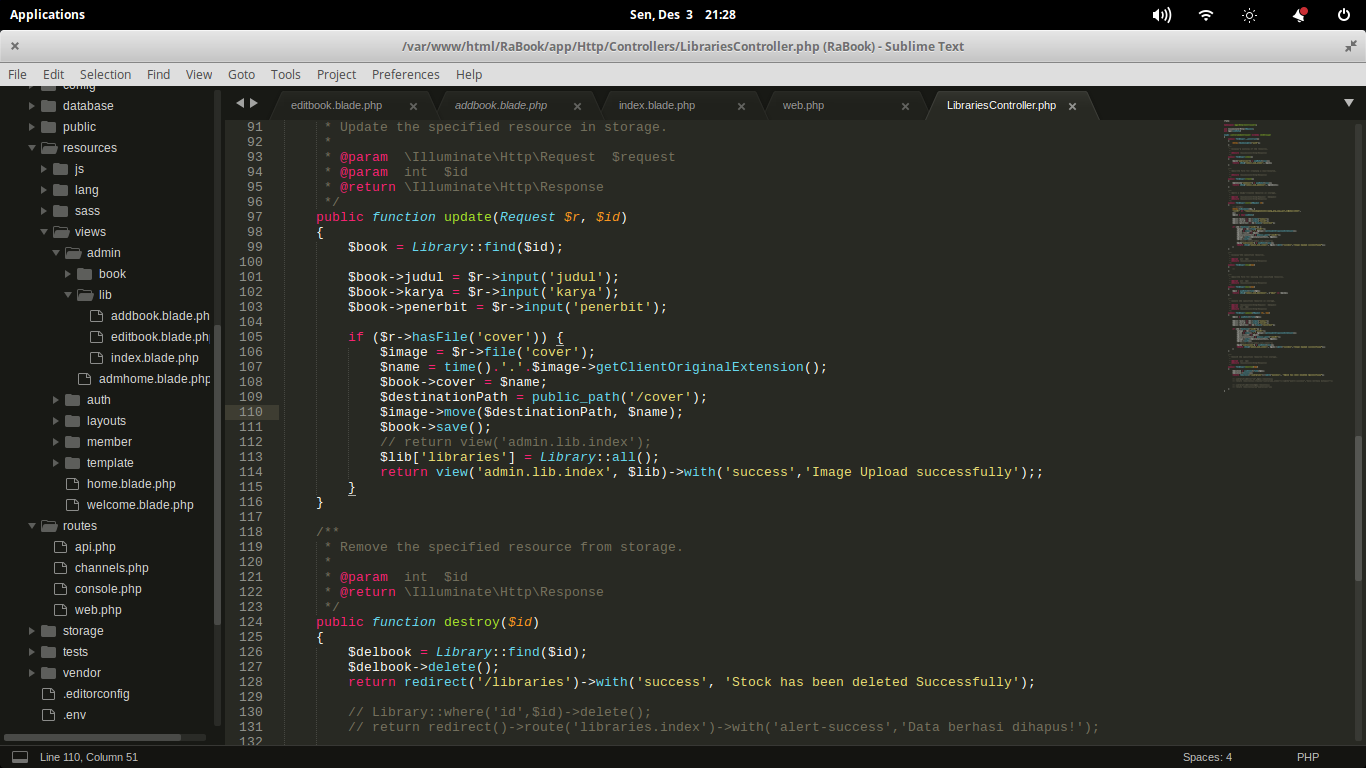 Applications
Sen, Des 3 21:28
/var/www/html/RaBook/app/Http/Controllers/LibrariesController.php (RaBook) - Sublime Text
File Edit Selection Find View Goto Tools Project Preferences Help
config
database
public
resources
js
lang
sass
views
admin
book
lib
addbook.blade.ph
editbook.blade.ph
index.blade.php
admhome.blade.php
auth
layouts
member
template
home.blade.php
welcome.blade.php
routes
api.php
channels.php
console.php
web.php
storage
tests
vendor
.editorconfig
.env
editbook.blade.php addbook.blade.php index.blade.php web.php LibrariesController.php
91 * Update the specified resource in storage.
92 *
93 * @param \Illuminate\Http\Request $request
94 * @param int $id
95 * @return \Illuminate\Http\Response
96 */
97 public function update(Request $r, $id)
98 {
99 $book = Library::find($id);
100
101 $book->judul = $r->input('judul');
102 $book->karya = $r->input('karya');
103 $book->penerbit = $r->input('penerbit');
104
105 if ($r->hasFile('cover')) {
106 $image = $r->file('cover');
107 $name = time().'.'.$image->getClientOriginalExtension();
108 $book->cover = $name;
109 $destinationPath = public_path('/cover');
110 $image->move($destinationPath, $name);
111 $book->save();
112 // return view('admin.lib.index');
113 $lib['libraries'] = Library::all();
114 return view('admin.lib.index', $lib)->with('success','Image Upload successfully');;
115 }
116 }
117
118 /**
119 * Remove the specified resource from storage.
120 *
121 * @param int $id
122 * @return \Illuminate\Http\Response
123 */
124 public function destroy($id)
125 {
126 $delbook = Library::find($id);
127 $delbook->delete();
128 return redirect('/libraries')->with('success', 'Stock has been deleted Successfully');
129
130 // Library::where('id',$id)->delete();
131 // return redirect()->route('libraries.index')->with('alert-success','Data berhasi dihapus!');
132
Line 110, Column 51
Spaces: 4
PHP